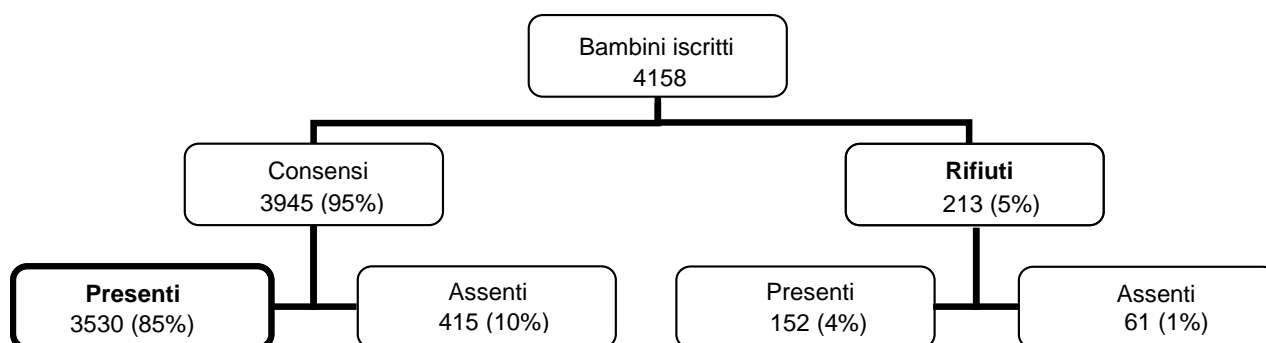 Bambini iscritti
4158
Consensi
3945 (95%)
Rifiuti
213 (5%)
Presenti
3530 (85%)
Assenti
415 (10%)
Presenti
152 (4%)
Assenti
61 (1%)